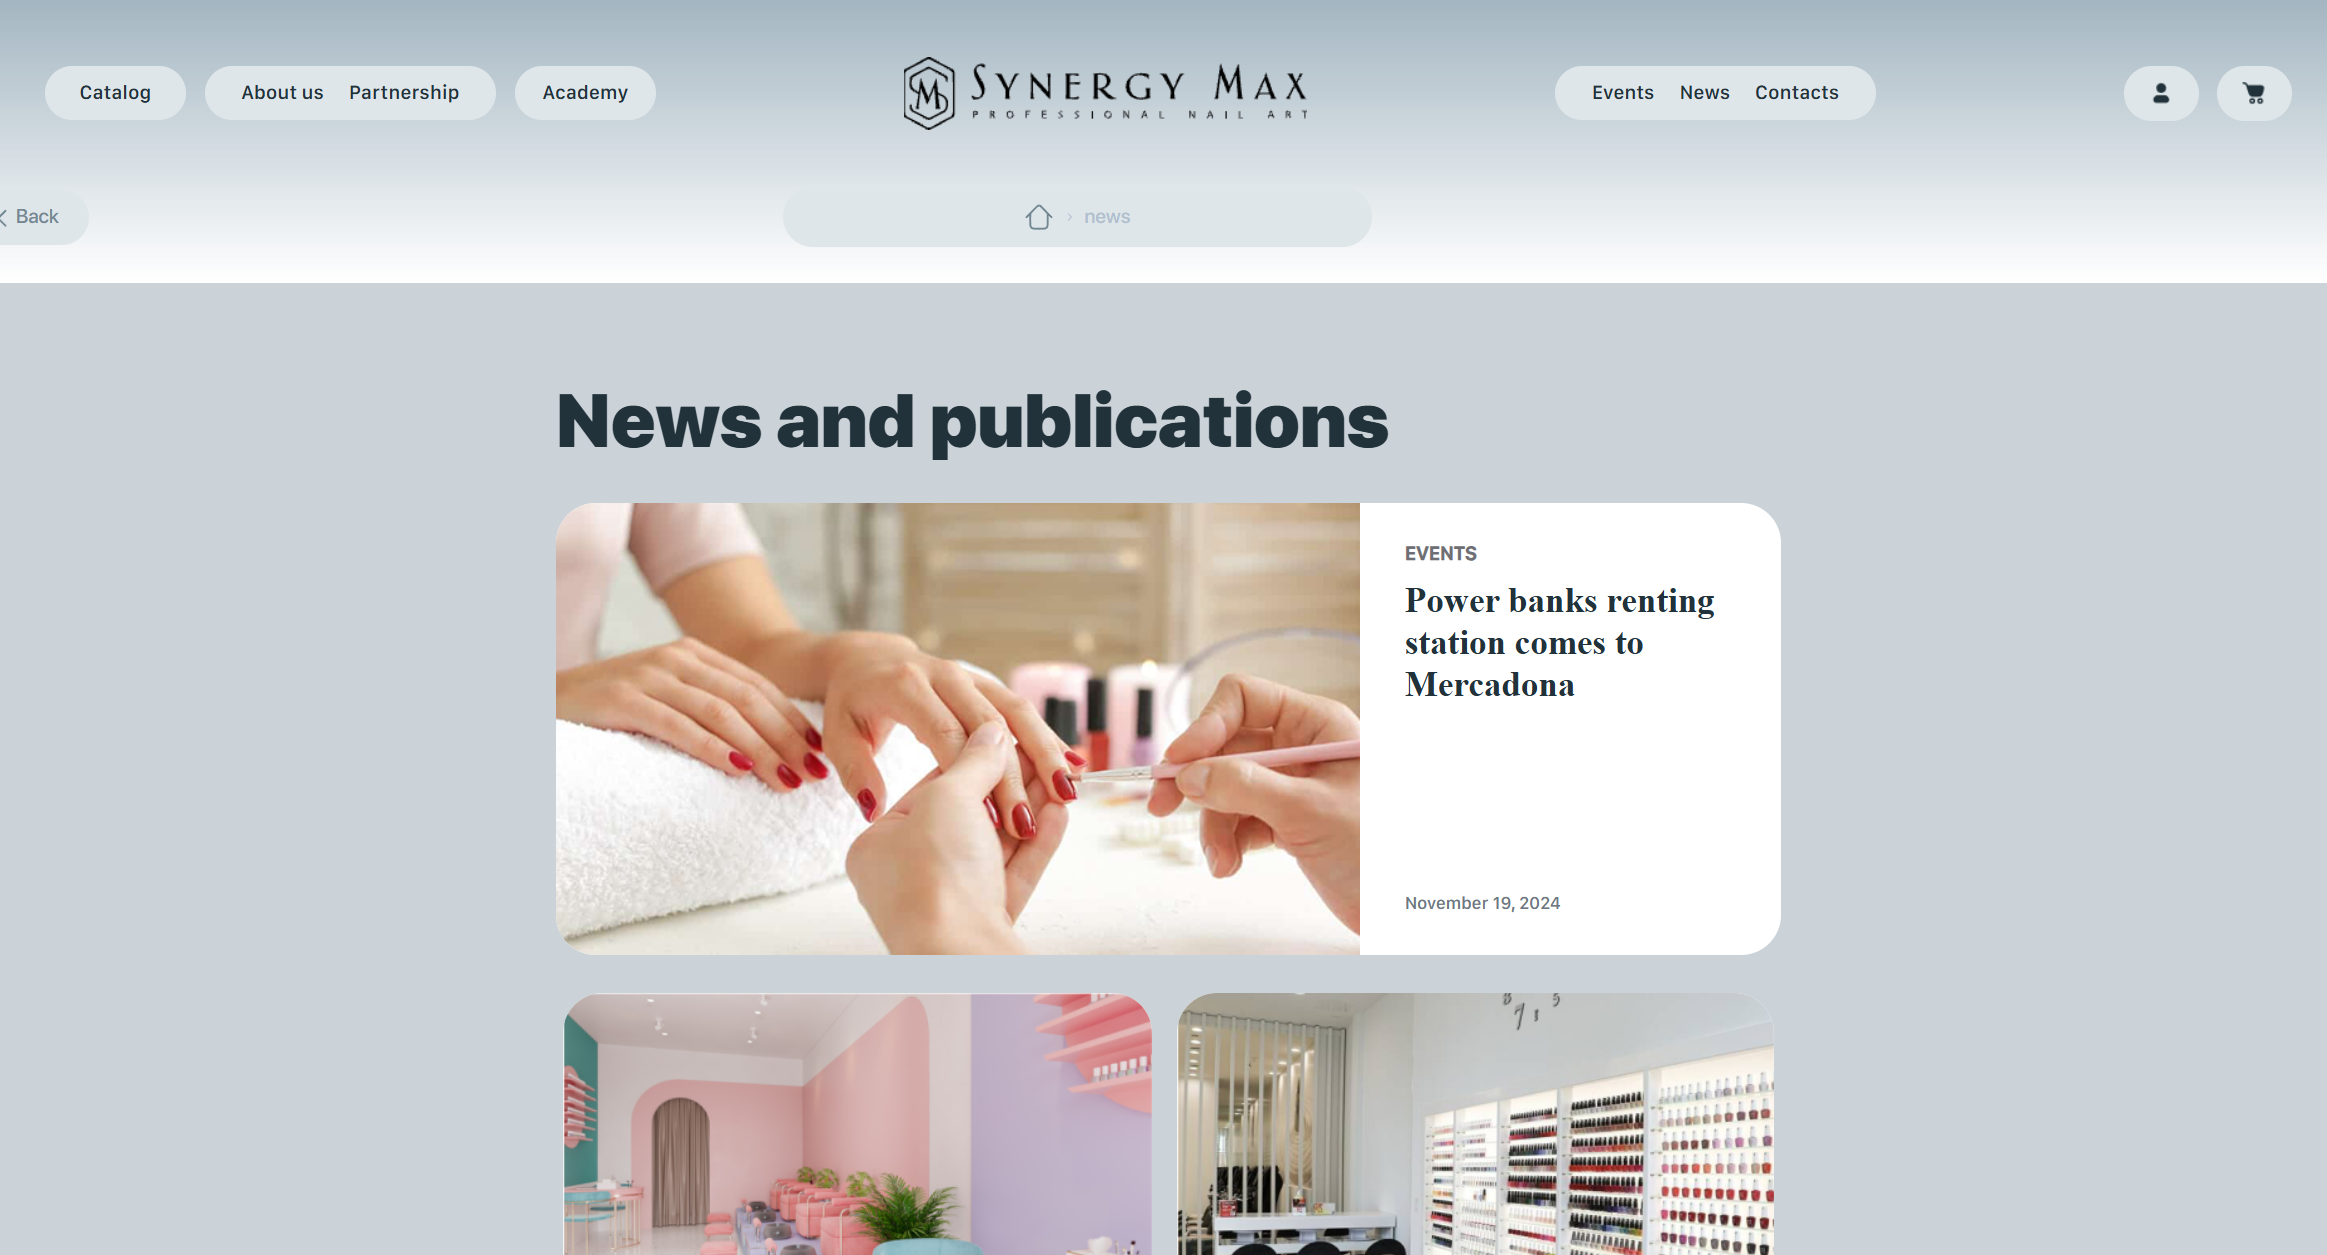 Catalog
About us
Partnership
Academy
SYNERGY MAX
PROFESSIONAL NAIL ART
Events
News
Contacts
Back
news
News and publications
EVENTS
Power banks renting
station comes to
Mercadona
November 19, 2024